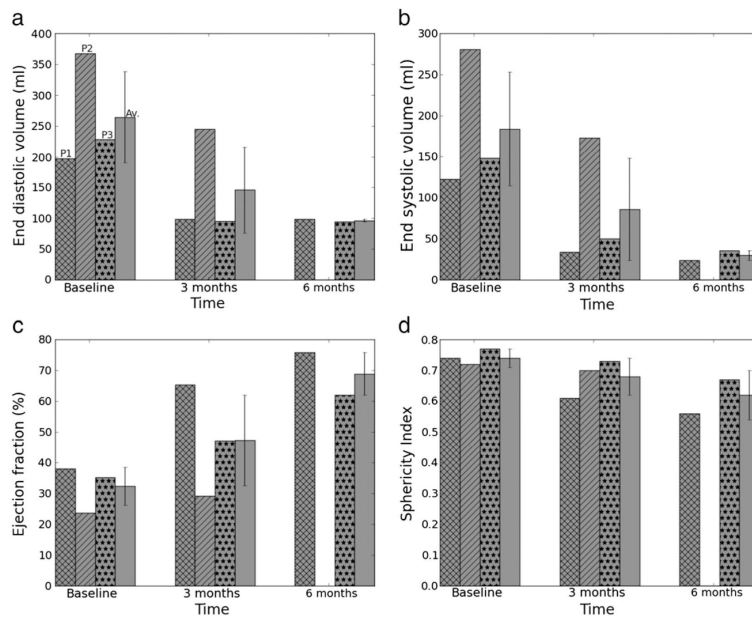 a
400
350
300
250
200
150
100
50
0
End diastolic volume (ml)
P1
P2
P3
Av.
Baseline
3 months
6 months
Time
b
300
250
200
150
100
50
0
End systolic volume (ml)
Baseline
3 months
6 months
Time
c
80
70
60
50
40
30
20
10
0
Ejection fraction (%)
Baseline
3 months
6 months
Time
d
0.8
0.7
0.6
0.5
0.4
0.3
0.2
0.1
0.0
Sphericity Index
Baseline
3 months
6 months
Time